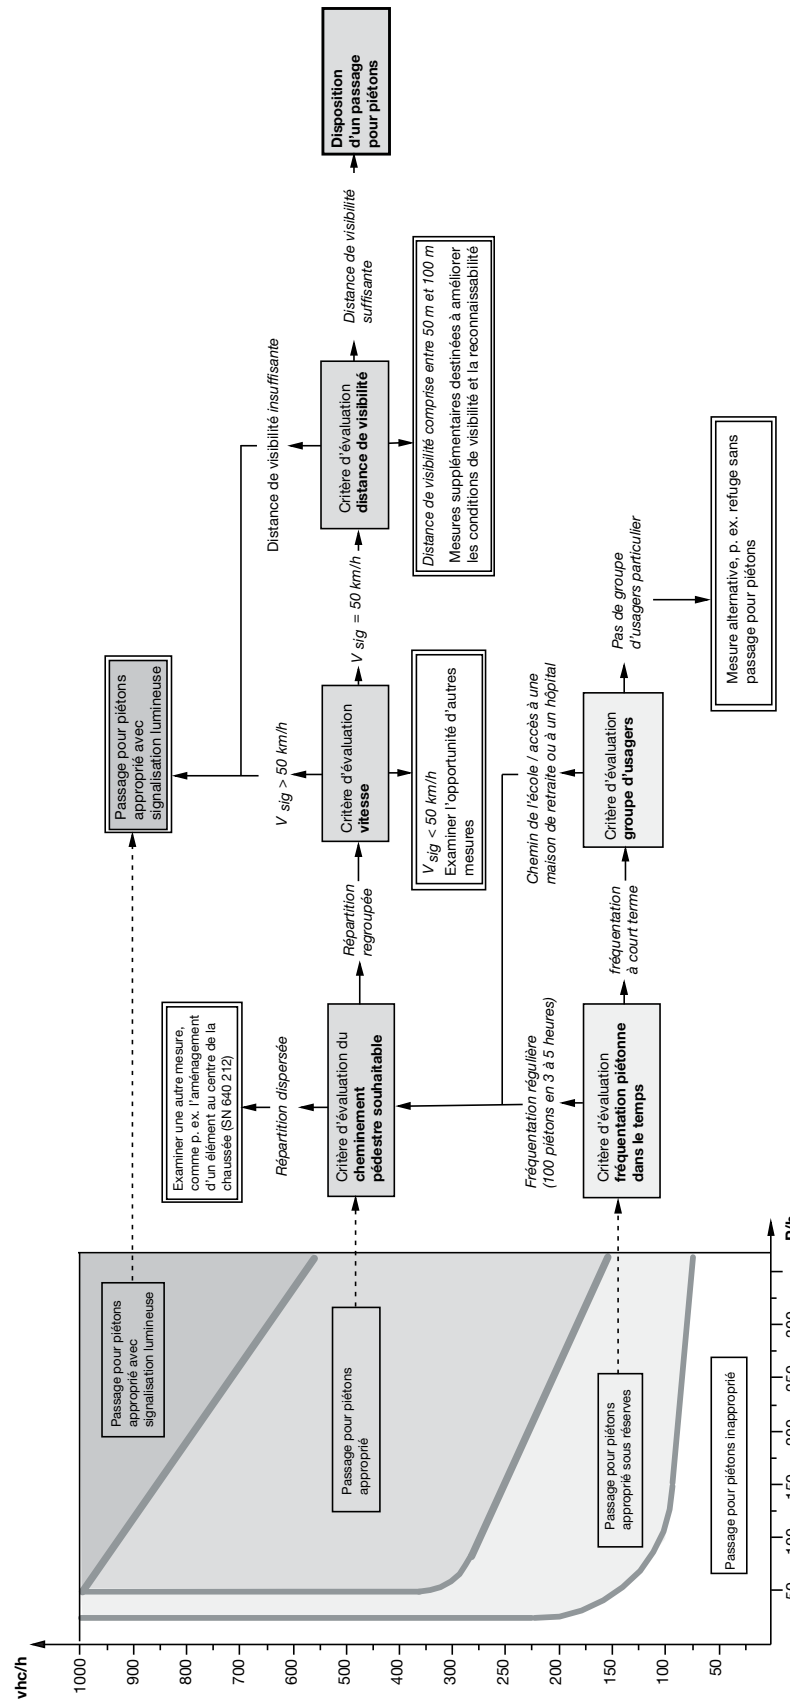 vhc/h
1000
900
800
700
600
500
400
300
200
100
50
50
100
150
200
250
300
P/h
Passage pour piétons
approprié avec
signalisation lumineuse
Passage pour piétons
approprié
Passage pour piétons
approprié sous réserves
Passage pour piétons inapproprié
Examiner une autre mesure,
comme p. ex. l'aménagement
d'un élément au centre de la
chaussée (SN 640 212)
Répartition dispersée
Critère d'évaluation du
cheminement
pédestre souhaitable
Fréquentation régulière
(100 piétons en 3 à 5 heures)
Critère d'évaluation
fréquentation piétonne
dans le temps
Répartition
regroupée
fréquentation
à court terme
Passage pour piétons
approprié avec
signalisation lumineuse
V sig > 50 km/h
Critère d'évaluation
vitesse
V sig < 50 km/h
Examiner l'opportunité d'autres
mesures
Chemin de l'école / accès à une
maison de retraite ou à un hôpital
Critère d'évaluation
groupe d'usagers
V sig = 50 km/h
Pas de groupe
d'usagers particulier
Mesure alternative, p. ex. refuge sans
passage pour piétons
Distance de visibilité insuffisante
Critère d'évaluation
distance de visibilité
Distance de visibilité comprise entre 50 m et 100 m
Mesures supplémentaires destinées à améliorer
les conditions de visibilité et la reconnaissabilité
Distance de visibilité
suffisante
Disposition
d'un passage
pour piétons